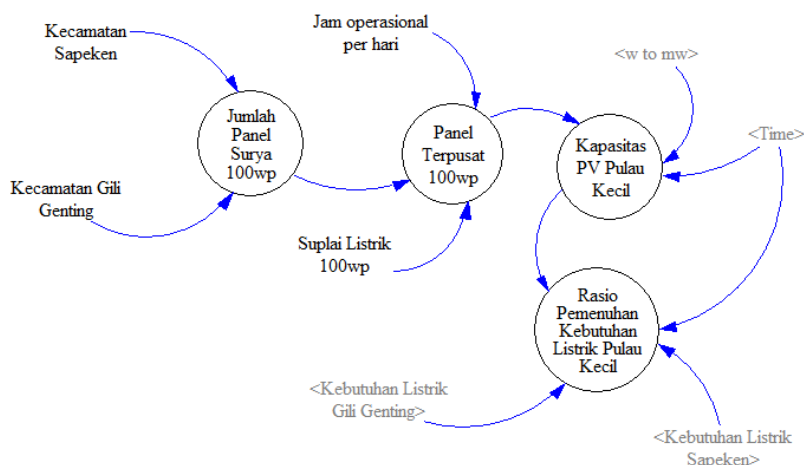 Kecamatan
Sapeken
Jam operasional
per hari
<w to mw>
Jumlah
Panel
Surya
100wp
Panel
Terpusat
100wp
Kapasitas
PV Pulau
Kecil
<Time>
Kecamatan Gili
Genting
Suplai Listrik
100wp
Rasio
Pemenuhan
Kebutuhan
Listrik Pulau
Kecil
<Kebutuhan Listrik
Gili Genting>
<Kebutuhan Listrik
Sapeken>